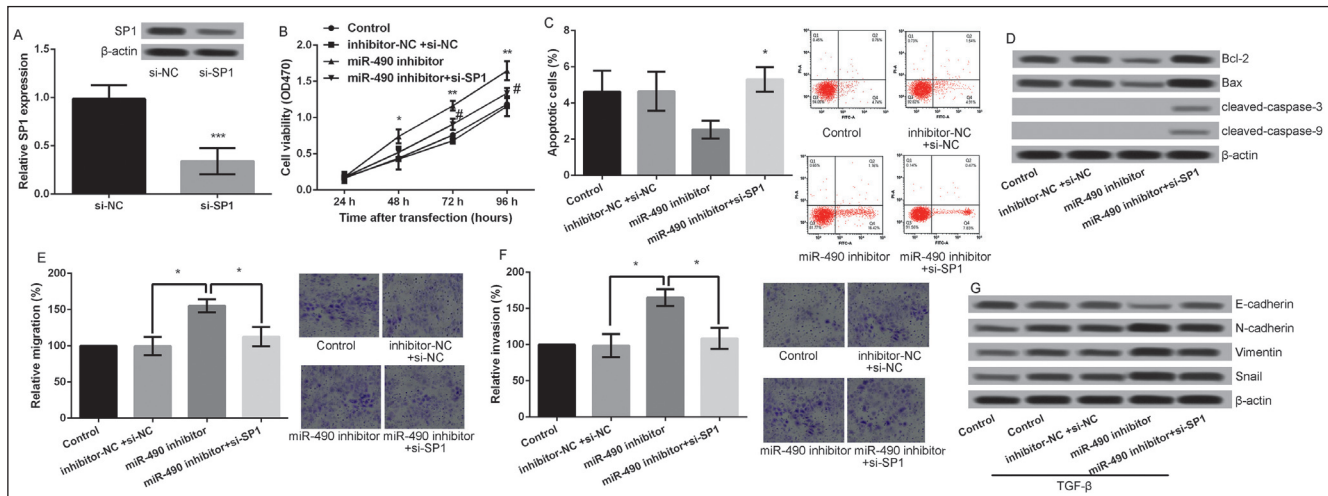 A
SP1
β-actin
si-NC
si-SP1
Relative SP1 expression
1.5
1.0
0.5
0.0
***
si-NC
si-SP1
B
Control
inhibitor-NC +si-NC
miR-490 inhibitor
miR-490 inhibitor+si-SP1
Cell viability (OD470)
2.0
1.5
1.0
0.5
0.0
*
**
#
**
#
24 h
48 h
72 h
96 h
Time after transfection (hours)
C
Apoptotic cells (%)
8
6
4
2
0
*
Control
inhibitor-NC +si-NC
miR-490 inhibitor
miR-490 inhibitor+si-SP1
Control
inhibitor-NC
+si-NC
miR-490 inhibitor
miR-490 inhibitor
+si-SP1
PI-A
FITC-A
D
Bcl-2
Bax
cleaved-caspase-3
cleaved-caspase-9
β-actin
Control
inhibitor-NC +si-NC
miR-490 inhibitor
miR-490 inhibitor+si-SP1
E
Relative migration (%)
200
150
100
50
0
*
*
Control
inhibitor-NC +si-NC
miR-490 inhibitor
miR-490 inhibitor+si-SP1
Control
inhibitor-NC
+si-NC
miR-490 inhibitor
miR-490 inhibitor
+si-SP1
F
Relative invasion (%)
200
150
100
50
0
*
*
Control
inhibitor-NC +si-NC
miR-490 inhibitor
miR-490 inhibitor+si-SP1
Control
inhibitor-NC
+si-NC
miR-490 inhibitor
miR-490 inhibitor
+si-SP1
G
E-cadherin
N-cadherin
Vimentin
Snail
β-actin
Control
Control
inhibitor-NC +si-NC
miR-490 inhibitor
miR-490 inhibitor+si-SP1
TGF-β